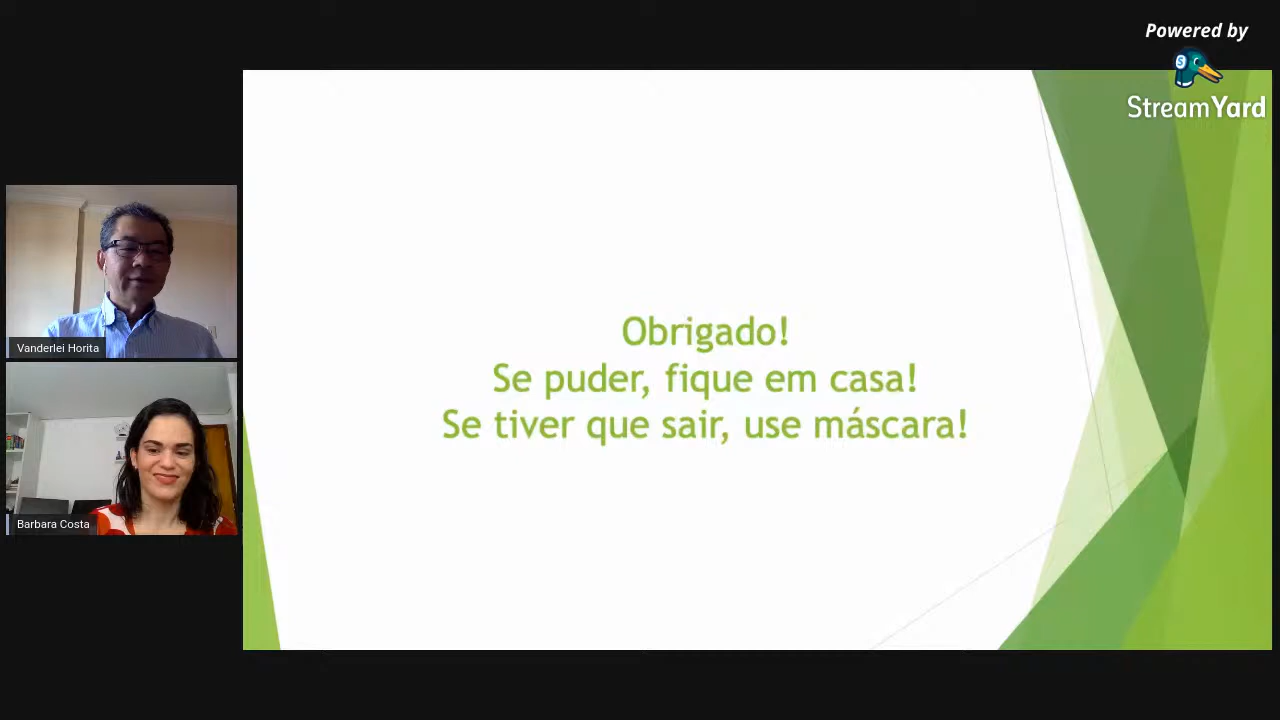 Powered by
StreamYard
Vanderlei Horita
Barbara Costa
Obrigado!
Se puder, fique em casa!
Se tiver que sair, use máscara!